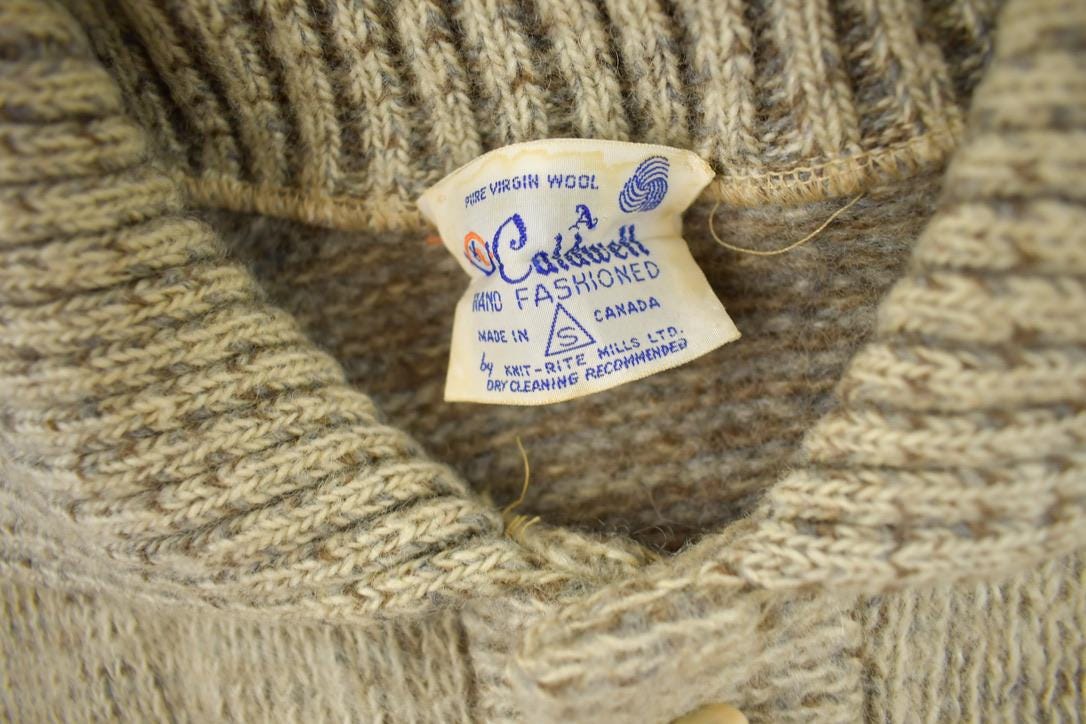 PURE VIRGIN WOOL
A
Caldwell
HAND FASHIONED
MADE IN S CANADA
by KNIT-RITE MILLS LTD.
DRY CLEANING RECOMMENDED